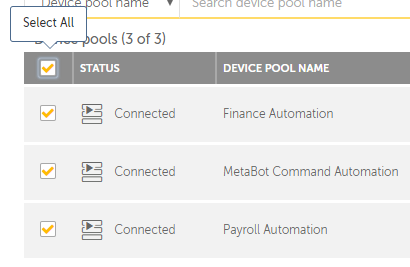 Device pool name ▼ Search device pool name
Select All
Device pools (3 of 3)
STATUS DEVICE POOL NAME
Connected Finance Automation
Connected MetaBot Command Automation
Connected Payroll Automation